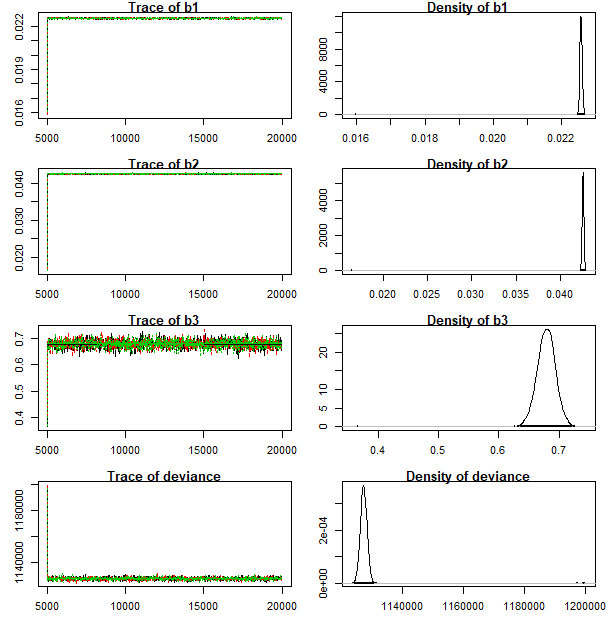 Trace of b1
0.016 0.019 0.022
5000 10000 15000 20000
Density of b1
0 4000 8000
0.016 0.018 0.020 0.022
Trace of b2
0.020 0.030 0.040
5000 10000 15000 20000
Density of b2
0 2000 4000
0.020 0.025 0.030 0.035 0.040
Trace of b3
0.4 0.5 0.6 0.7
5000 10000 15000 20000
Density of b3
0 5 10 20
0.4 0.5 0.6 0.7
Trace of deviance
1140000 1180000
5000 10000 15000 20000
Density of deviance
0e+00 2e-04
1140000 1160000 1180000 1200000